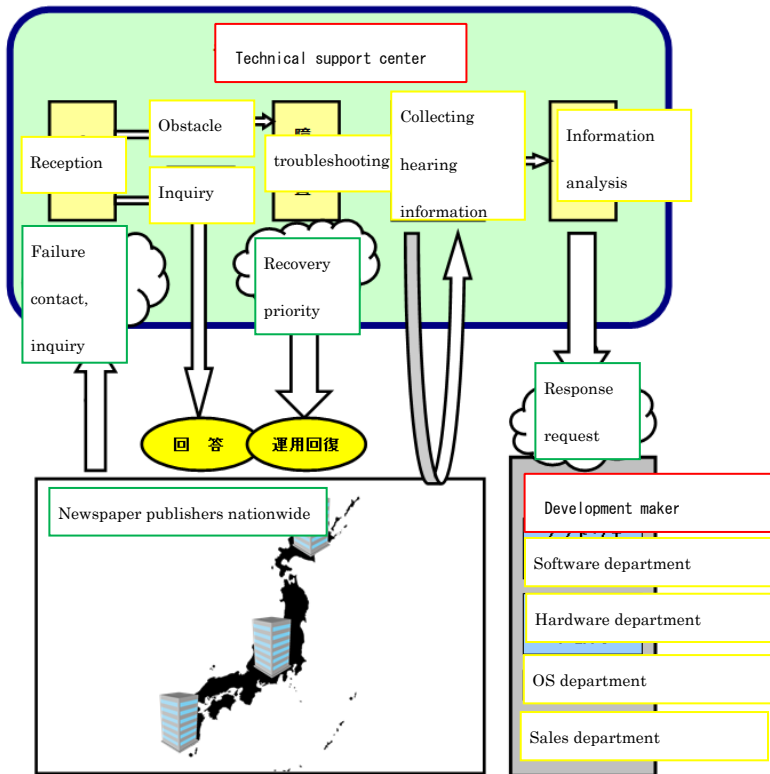 Technical support center
Reception
Obstacle
Inquiry
障
troubleshooting
Collecting
hearing
information
Information
analysis
Failure
contact,
inquiry
Recovery
priority
Response
request
回 答
運用回復
Newspaper publishers nationwide
Development maker
Software department
Hardware department
OS department
Sales department